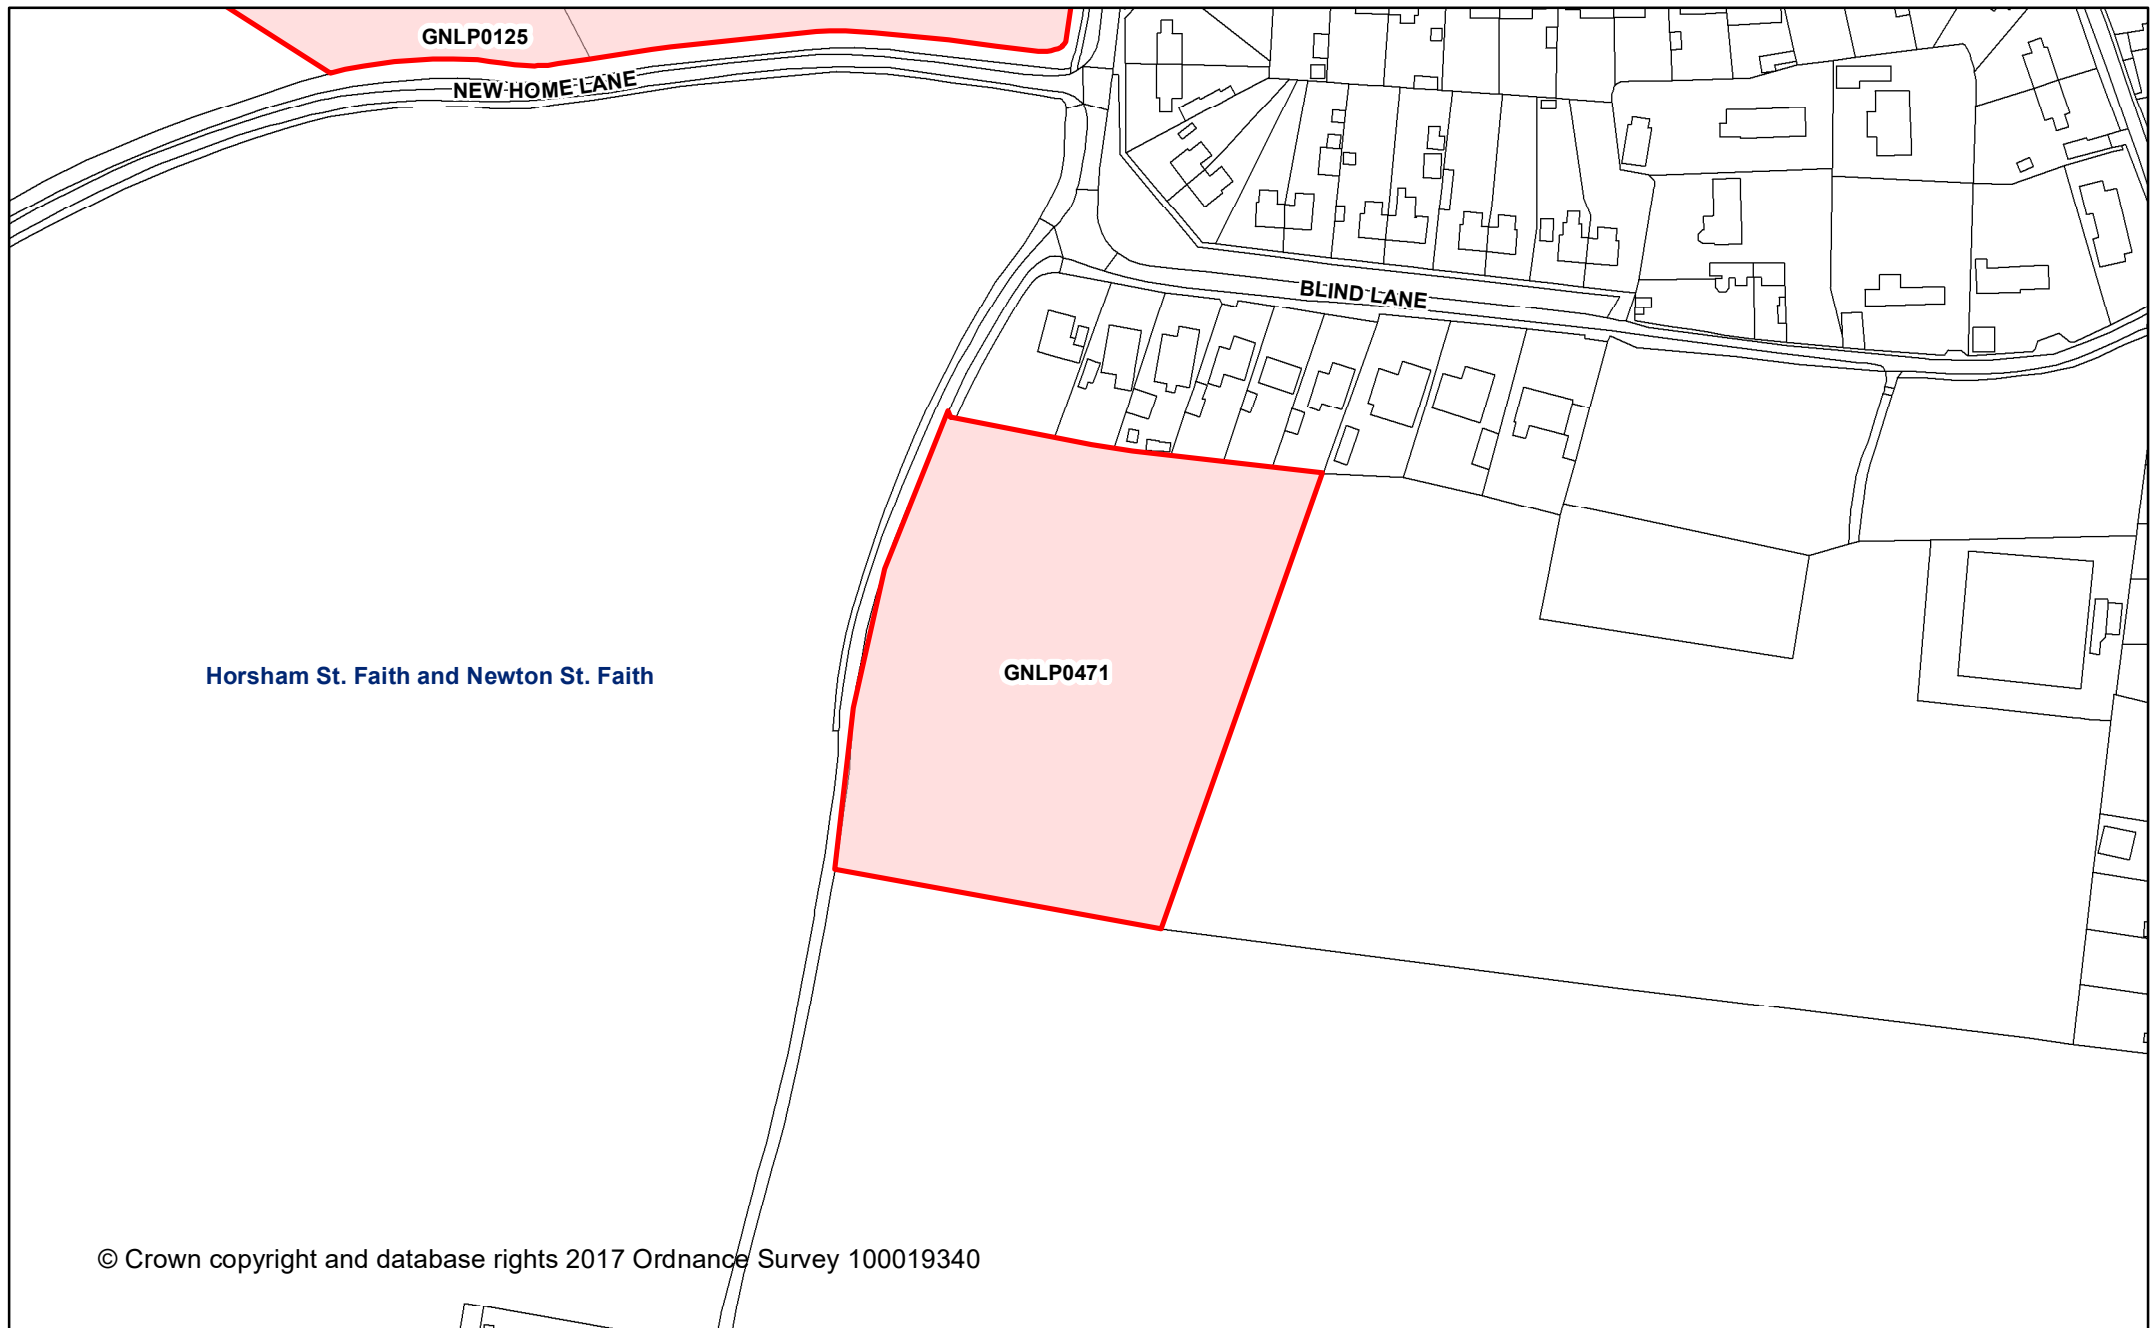 GNLP0125
NEW HOME LANE
BLIND LANE
Horsham St. Faith and Newton St. Faith
GNLP0471
© Crown copyright and database rights 2017 Ordnance Survey 100019340